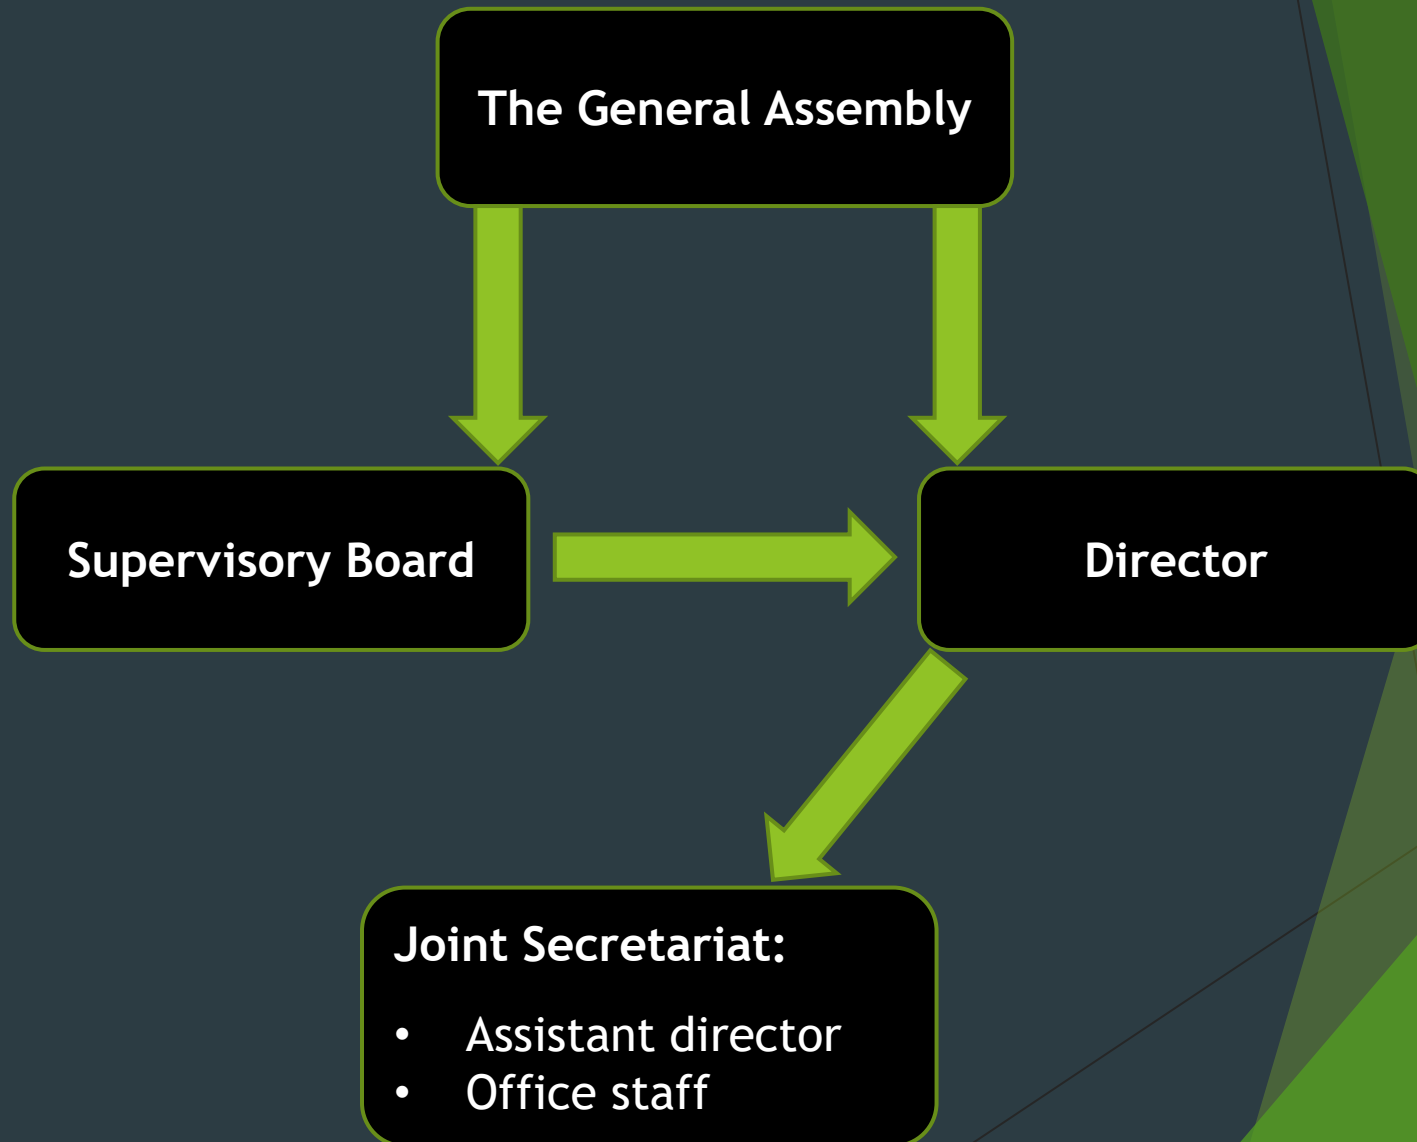 The General Assembly
Supervisory Board
Director
Joint Secretariat:
• Assistant director
• Office staff